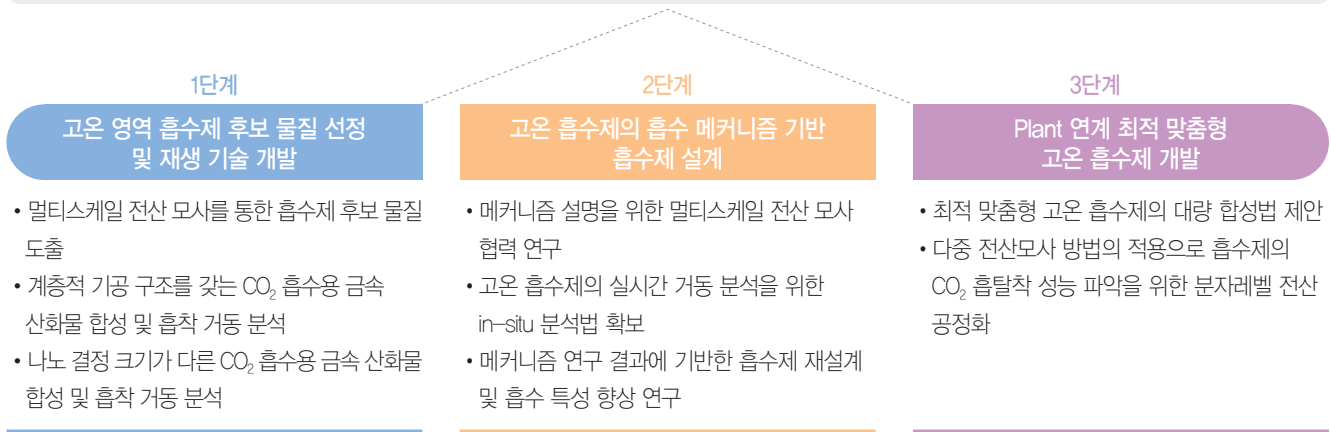 1단계
고온 영역 흡수제 후보 물질 선정
및 재생 기술 개발
• 멀티스케일 전산 모사를 통한 흡수제 후보 물질
도출
• 계층적 기공 구조를 갖는 CO₂ 흡수용 금속
산화물 합성 및 흡착 거동 분석
• 나노 결정 크기가 다른 CO₂ 흡수용 금속 산화물
합성 및 흡착 거동 분석
2단계
고온 흡수제의 흡수 메커니즘 기반
흡수제 설계
• 메커니즘 설명을 위한 멀티스케일 전산 모사
협력 연구
• 고온 흡수제의 실시간 거동 분석을 위한
in-situ 분석법 확보
• 메커니즘 연구 결과에 기반한 흡수제 재설계
및 흡수 특성 향상 연구
3단계
Plant 연계 최적 맞춤형
고온 흡수제 개발
• 최적 맞춤형 고온 흡수제의 대량 합성법 제안
• 다중 전산모사 방법의 적용으로 흡수제의
CO₂ 흡탈착 성능 파악을 위한 분자레벨 전산
공정화